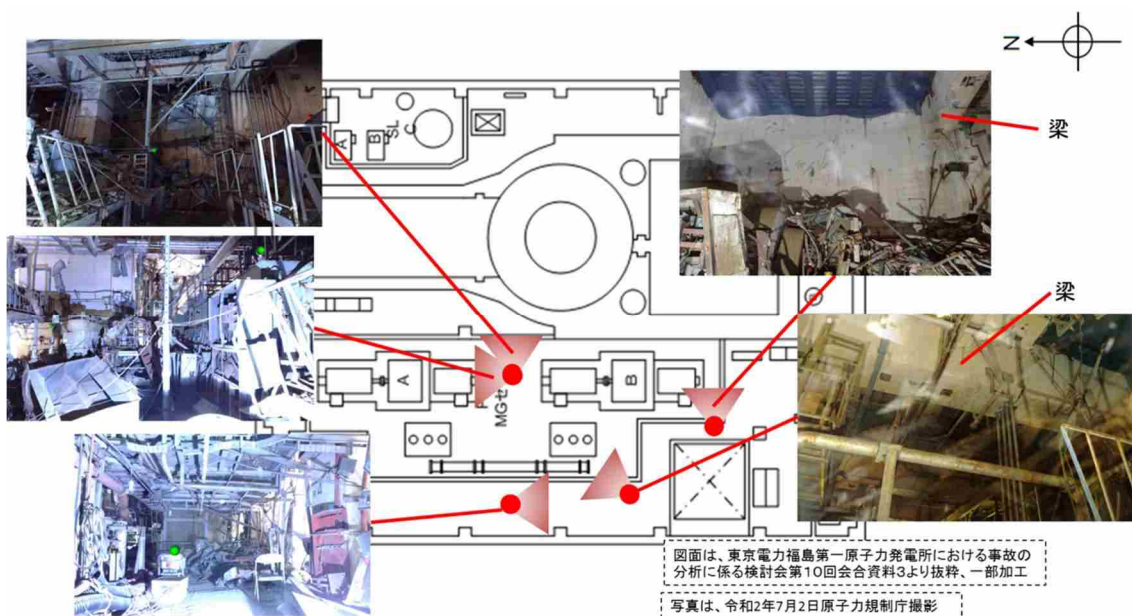 N
梁
A
B
SL
C
梁
A
B
MGセ
図面は、東京電力福島第一原子力発電所における事故の
分析に係る検討会第10回会合資料3より抜粋、一部加工
写真は、令和2年7月2日原子力規制庁撮影